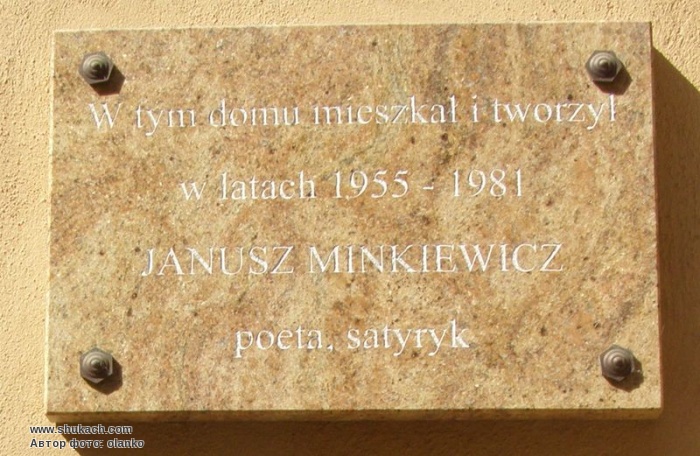 W tym domu mieszkał i tworzył
w latach 1955 - 1981
JANUSZ MINKIEWICZ
poeta, satyryk
www.shukach.com
Автор фото: olanko